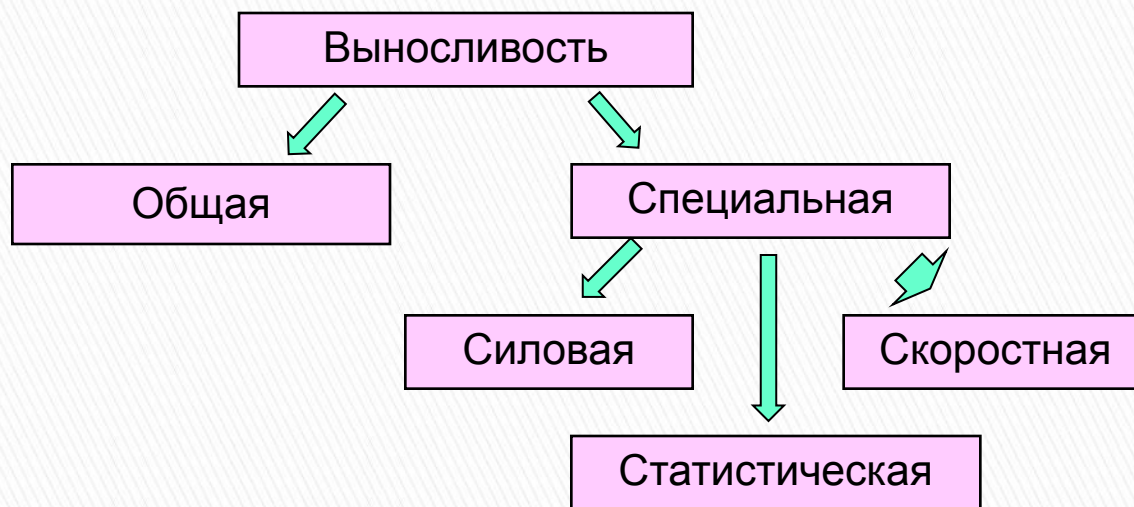 Выносливость
Общая
Специальная
Силовая
Скоростная
Статистическая